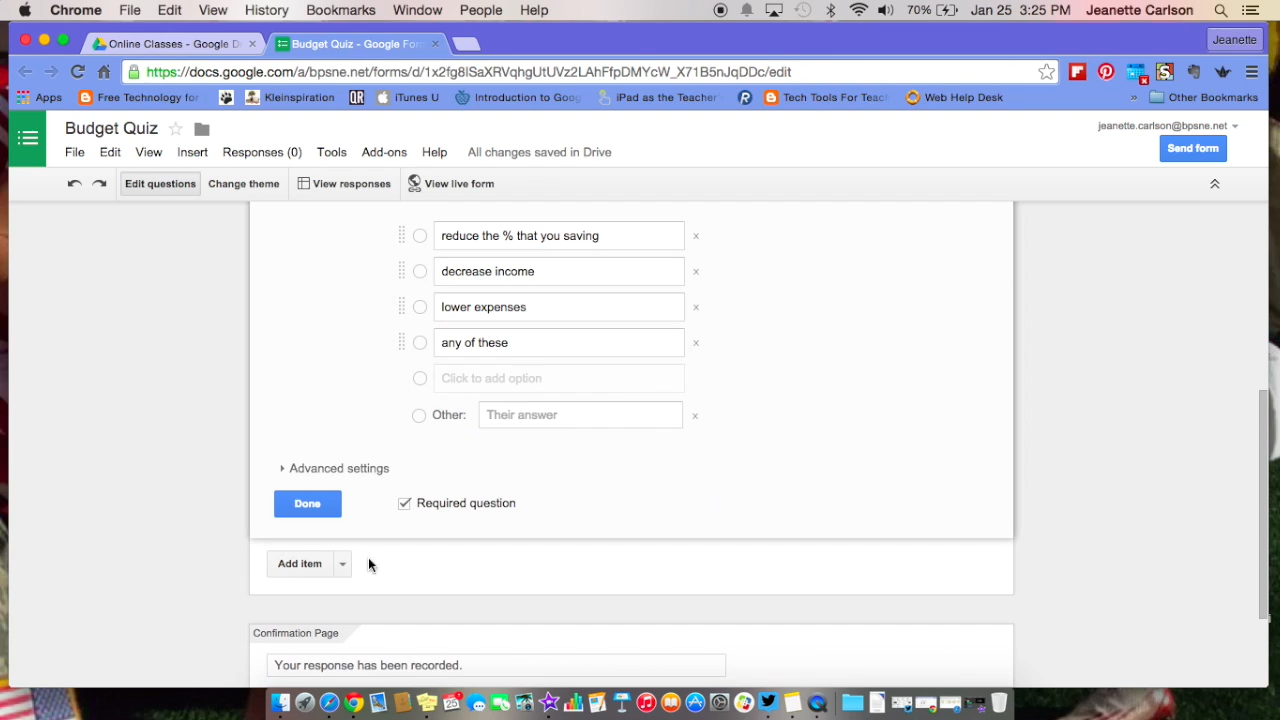 Chrome File Edit View History Bookmarks Window People Help 70% Jan 25 3:25 PM Jeanette Carlson
Online Classes - Google D Budget Quiz - Google For Jeanette
https://docs.google.com/a/bpsne.net/forms/d/1x2fg8lSaXRVqhgUtUVz2LAhFfpDMYcW_X71B5nJqDDc/edit
Apps Free Technology for Kleinspiration QR iTunes U Introduction to Goog iPad as the Teacher Tech Tools For Teac Web Help Desk » Other Bookmarks
Budget Quiz jeanette.carlson@bpsne.net
File Edit View Insert Responses (0) Tools Add-ons Help All changes saved in Drive Send form
Edit questions Change theme View responses View live form
reduce the % that you saving
decrease income
lower expenses
any of these
Click to add option
Other: Their answer
Advanced settings
Done Required question
Add item
Confirmation Page
Your response has been recorded.
25